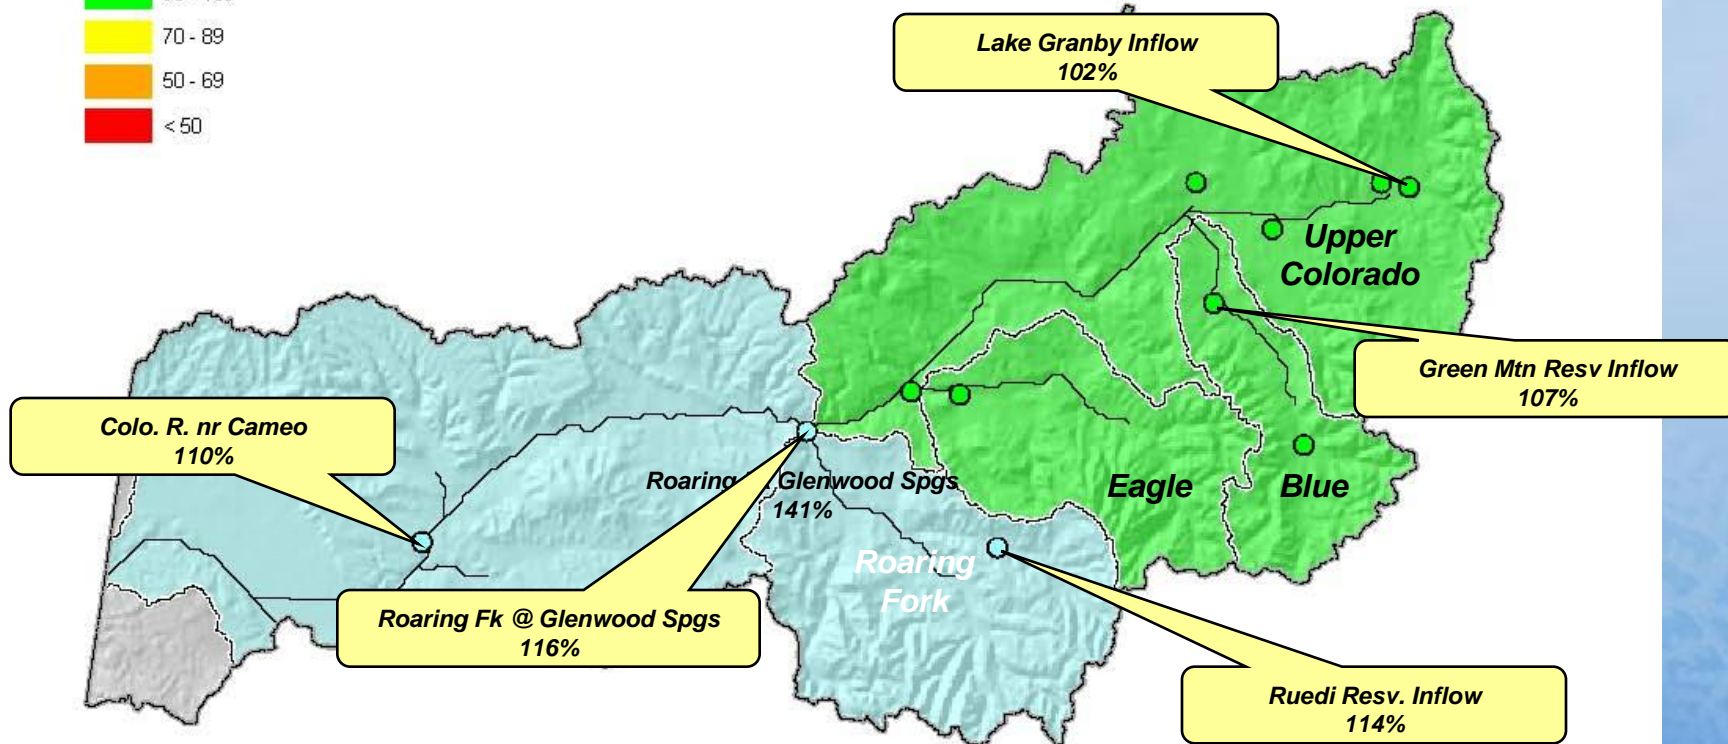 70 - 89
50 - 69
< 50
Lake Granby Inflow
102%
Upper
Colorado
Green Mtn Resv Inflow
107%
Colo. R. nr Cameo
110%
Roaring Glenwood Spgs
141%
Eagle
Blue
Roaring
Fork
Roaring Fk @ Glenwood Spgs
116%
Ruedi Resv. Inflow
114%